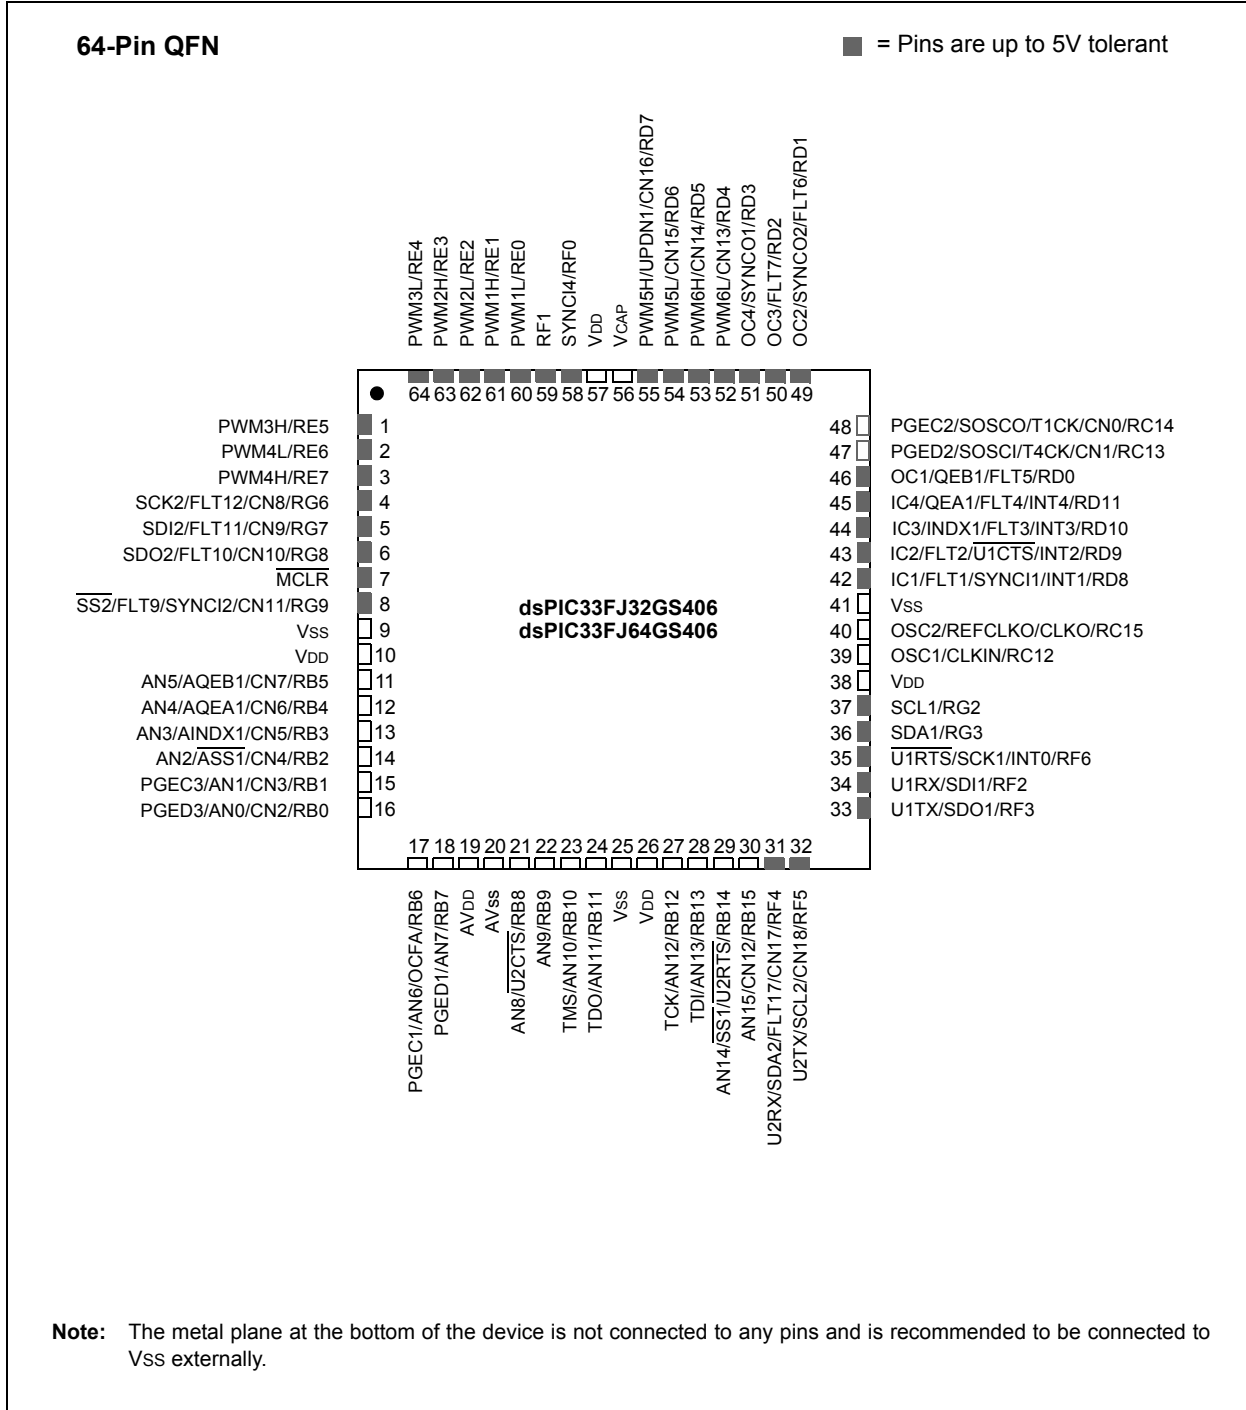 64-Pin QFN
= Pins are up to 5V tolerant
PWM3L/RE4
PWM2H/RE3
PWM2L/RE2
PWM1H/RE1
PWM1L/RE0
RF1
SYNCI4/RF0
VDD
VCAP
PWM5H/UPDN1/CN16/RD7
PWM5L/CN15/RD6
PWM6H/CN14/RD5
PWM6L/CN13/RD4
OC4/SYNCO1/RD3
OC3/FLT7/RD2
OC2/SYNCO2/FLT6/RD1
64 63 62 61 60 59 58 57 56 55 54 53 52 51 50 49
PWM3H/RE5 1
PWM4L/RE6 2
PWM4H/RE7 3
SCK2/FLT12/CN8/RG6 4
SDI2/FLT11/CN9/RG7 5
SDO2/FLT10/CN10/RG8 6
MCLR 7
SS2/FLT9/SYNCI2/CN11/RG9 8
VSS 9
VDD 10
AN5/AQEB1/CN7/RB5 11
AN4/AQEA1/CN6/RB4 12
AN3/AINDX1/CN5/RB3 13
AN2/ASS1/CN4/RB2 14
PGEC3/AN1/CN3/RB1 15
PGED3/AN0/CN2/RB0 16
dsPIC33FJ32GS406
dsPIC33FJ64GS406
48 PGEC2/SOSCO/T1CK/CN0/RC14
47 PGED2/SOSCI/T4CK/CN1/RC13
46 OC1/QEB1/FLT5/RD0
45 IC4/QEA1/FLT4/INT4/RD11
44 IC3/INDX1/FLT3/INT3/RD10
43 IC2/FLT2/U1CTS/INT2/RD9
42 IC1/FLT1/SYNCI1/INT1/RD8
41 VSS
40 OSC2/REFCLKO/CLKO/RC15
39 OSC1/CLKIN/RC12
38 VDD
37 SCL1/RG2
36 SDA1/RG3
35 U1RTS/SCK1/INT0/RF6
34 U1RX/SDI1/RF2
33 U1TX/SDO1/RF3
17 18 19 20 21 22 23 24 25 26 27 28 29 30 31 32
PGEC1/AN6/OCFA/RB6
PGED1/AN7/RB7
AVDD
AVSS
AN8/U2CTS/RB8
AN9/RB9
TMS/AN10/RB10
TDO/AN11/RB11
VSS
VDD
TCK/AN12/RB12
TDI/AN13/RB13
AN14/SS1/U2RTS/RB14
AN15/CN12/RB15
U2RX/SDA2/FLT17/CN17/RF4
U2TX/SCL2/CN18/RF5
Note: The metal plane at the bottom of the device is not connected to any pins and is recommended to be connected to
VSS externally.